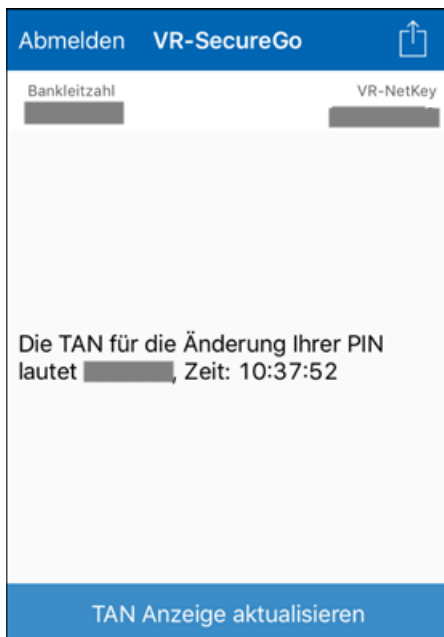 Abmelden VR-SecureGo
Bankleitzahl VR-NetKey
Die TAN für die Änderung Ihrer PIN
lautet , Zeit: 10:37:52
TAN Anzeige aktualisieren